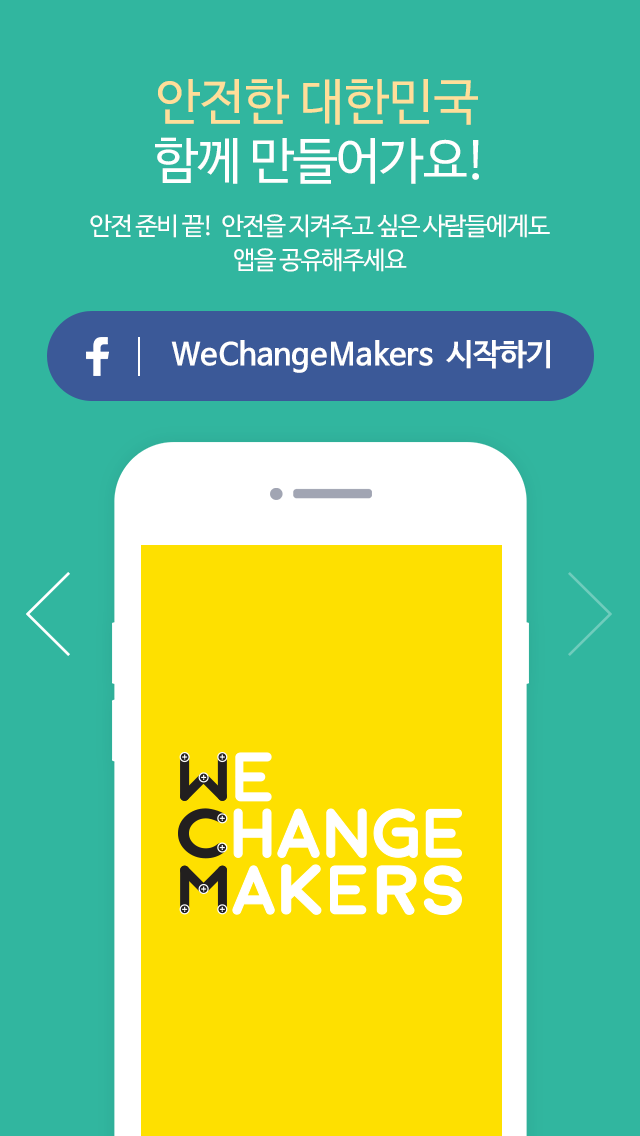 안전한 대한민국
함께 만들어가요!
안전 준비 끝! 안전을 지켜주고 싶은 사람들에게도
앱을 공유해주세요
f | WeChangeMakers 시작하기
WE
CHANGE
MAKERS